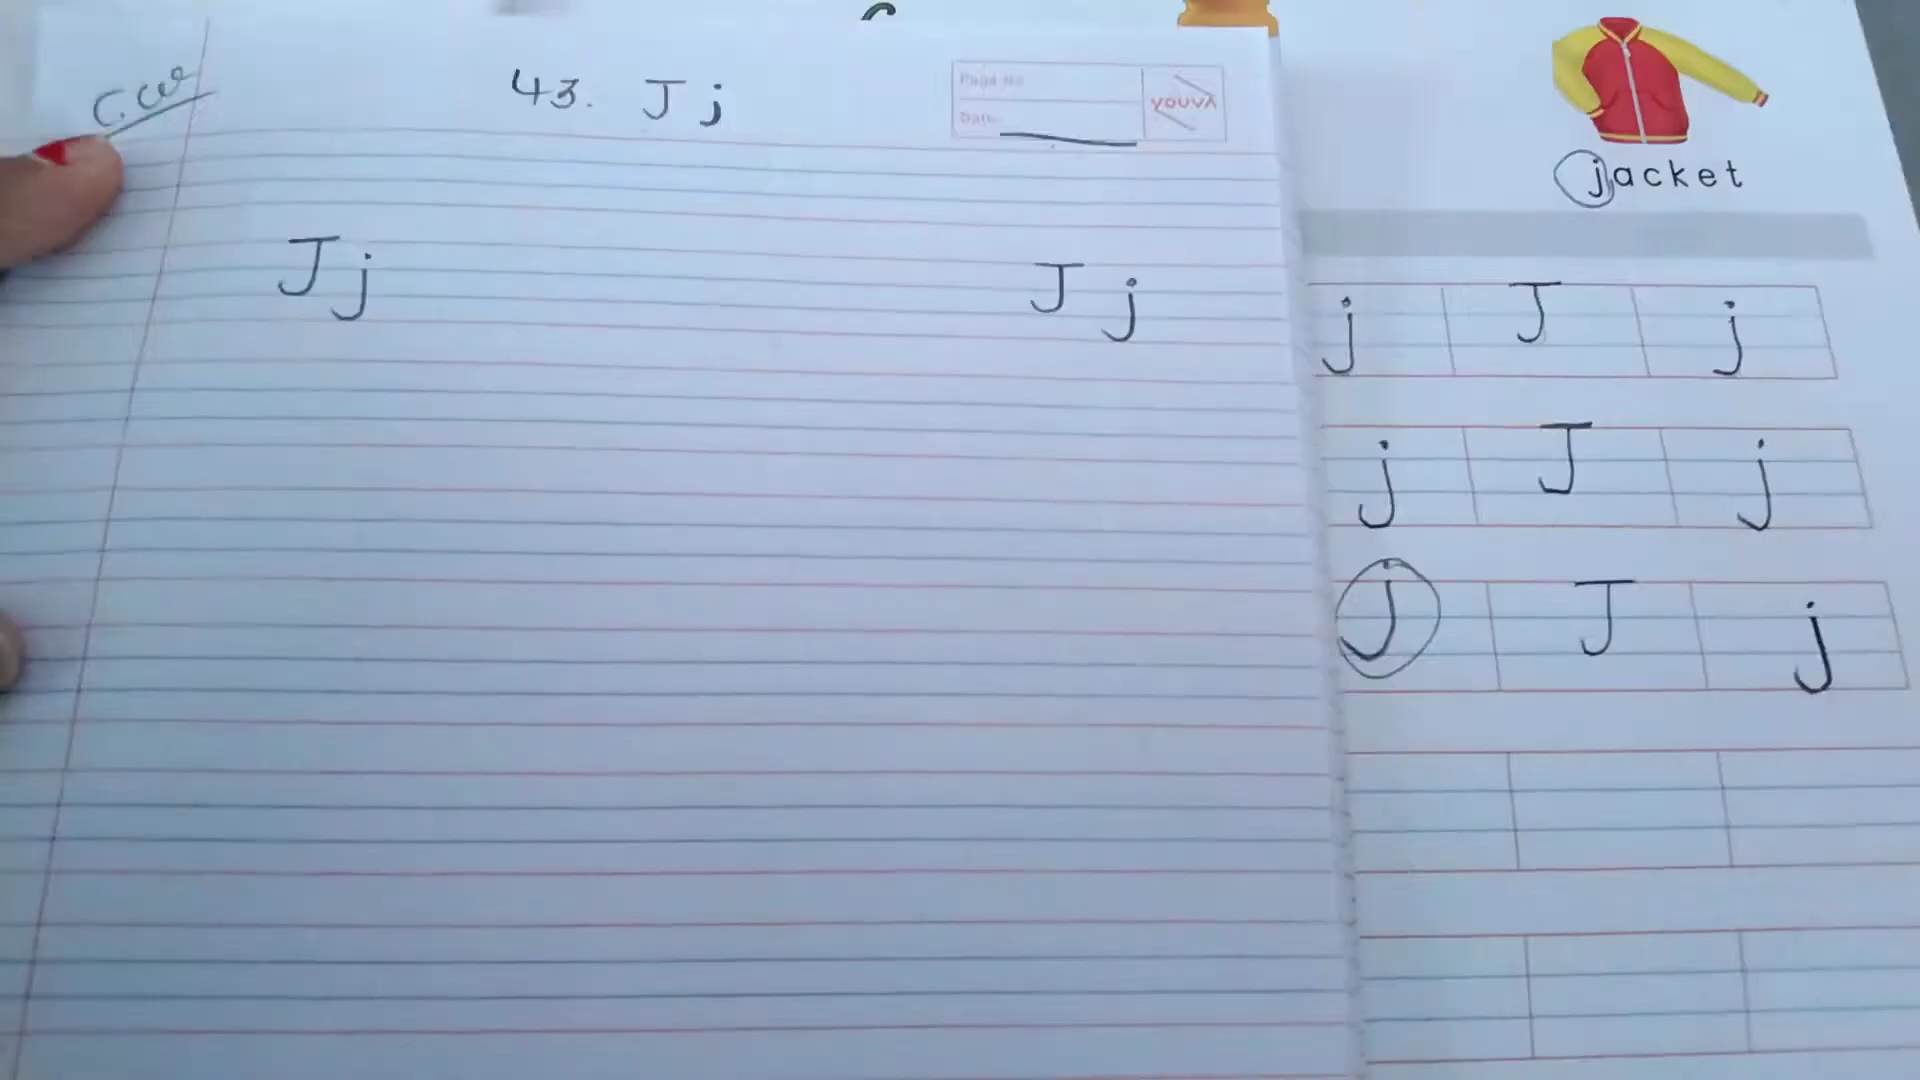 C.W
43. J j
Page No.
Date
YOUVA
J j J j
jacket
j J j
j J j
j J j